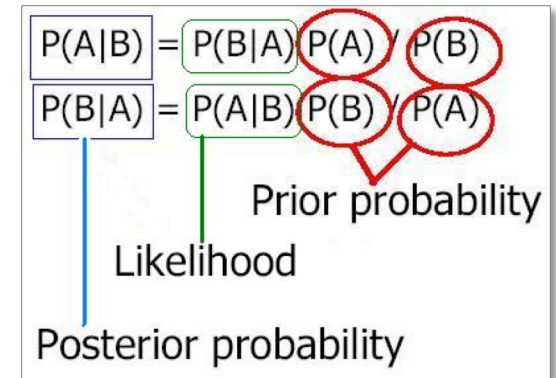 P(A|B) = P(B|A) P(A) / P(B)
P(B|A) = P(A|B) P(B) / P(A)
Prior probability
Likelihood
Posterior probability